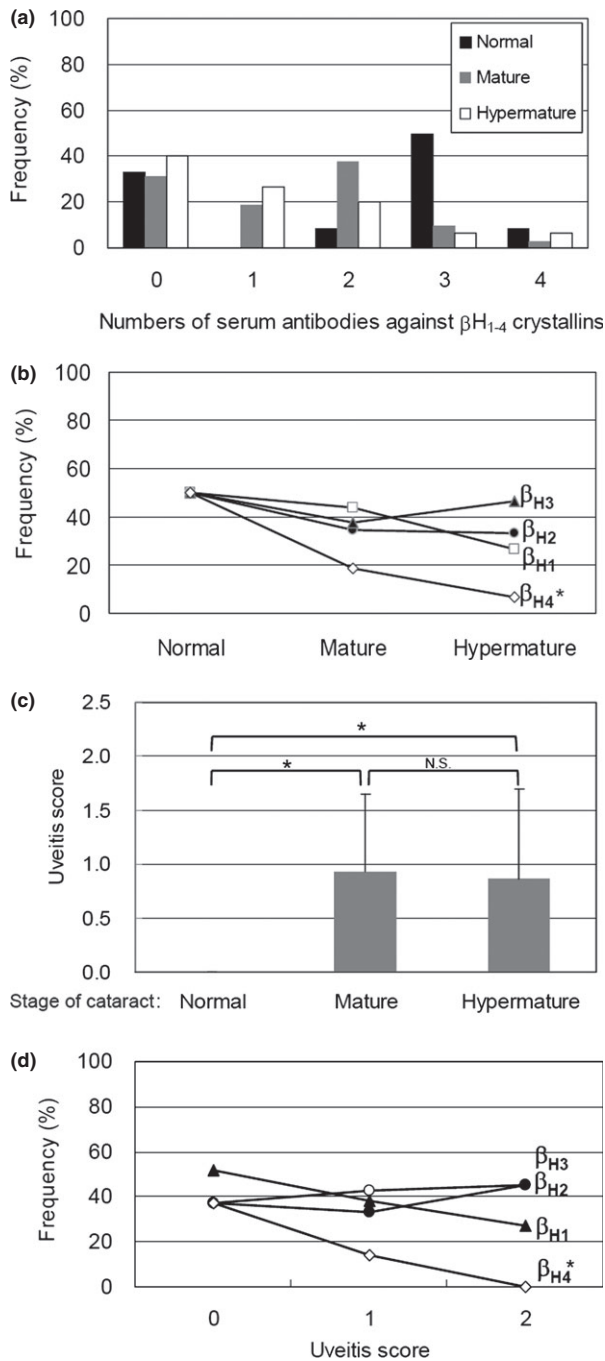 (a)
100
80
60
40
20
0
Frequency (%)
Normal
Mature
Hypermature
0 1 2 3 4
Numbers of serum antibodies against βH1-4 crystallins
(b)
100
80
60
40
20
0
Frequency (%)
βH3
βH2
βH1
βH4*
Normal Mature Hypermature
(c)
2.5
2.0
1.5
1.0
0.5
0.0
Uveitis score
*
* N.S.
Stage of cataract: Normal Mature Hypermature
(d)
100
80
60
40
20
0
Frequency (%)
βH3
βH2
βH1
βH4*
0 1 2
Uveitis score